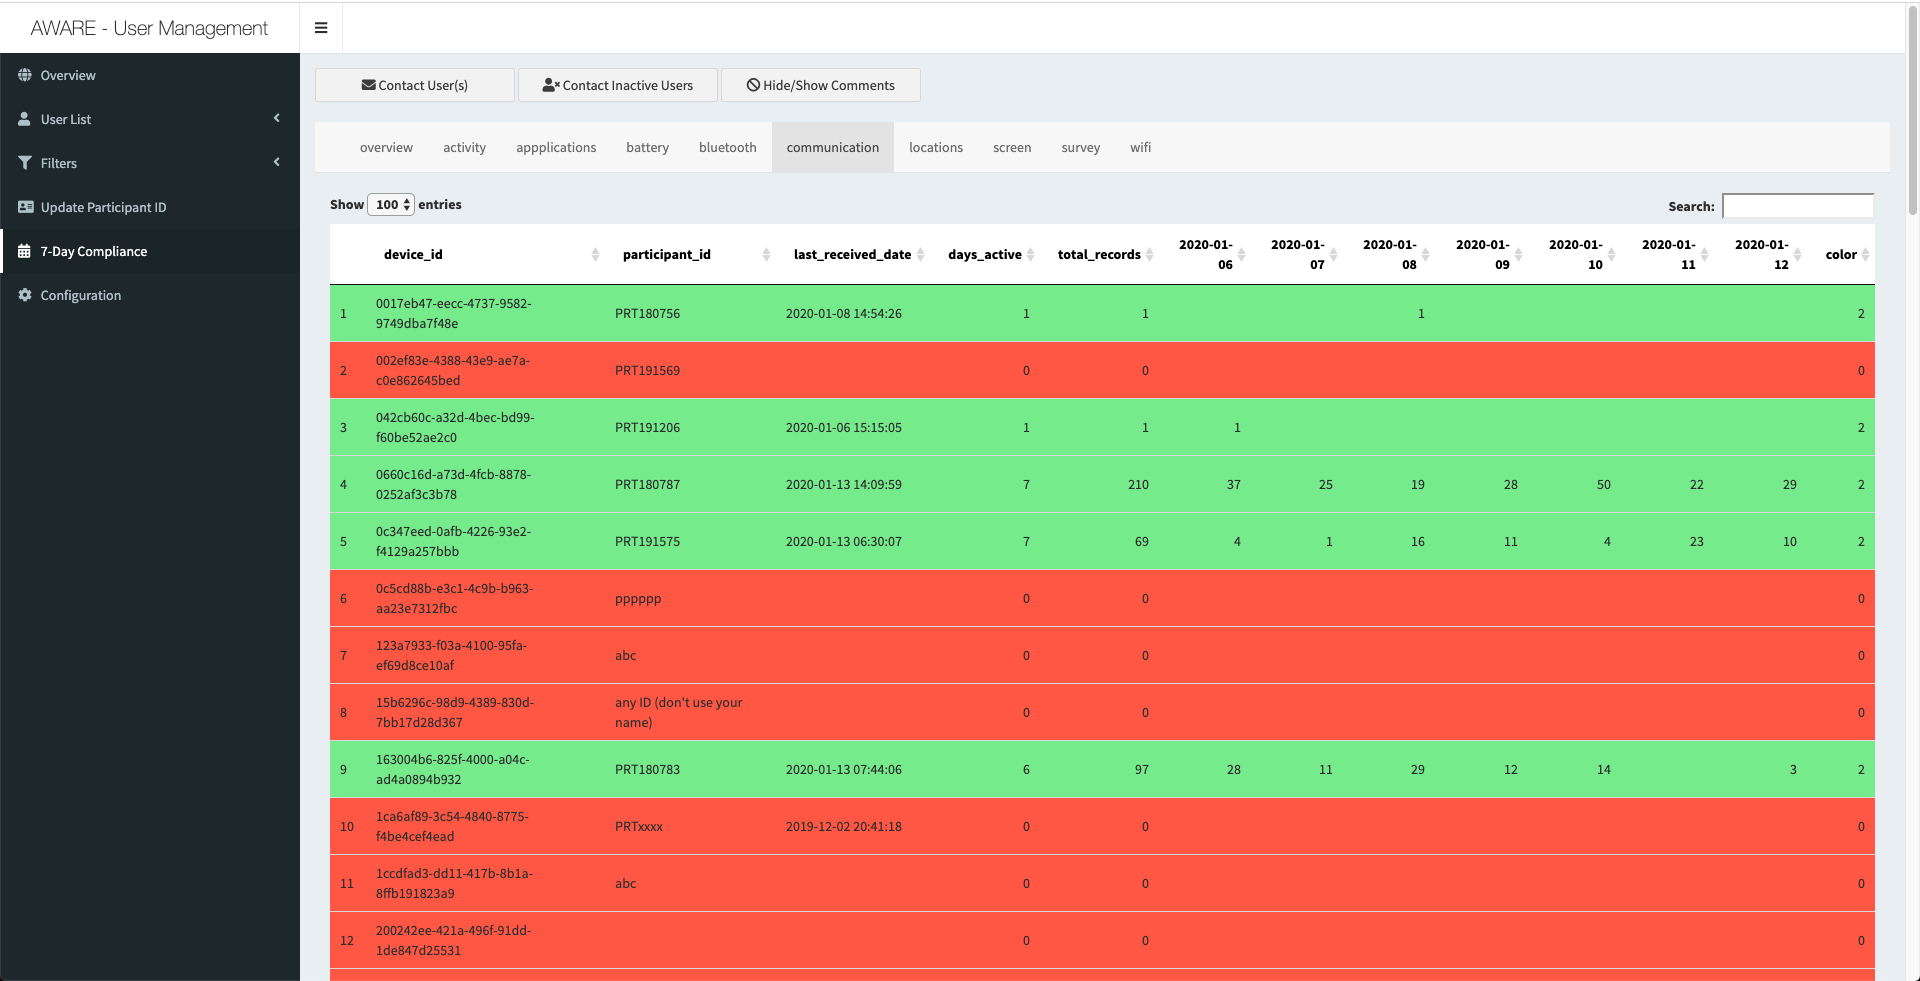 AWARE - User Management
Overview
User List
Filters
Update Participant ID
7-Day Compliance
Configuration
Contact User(s) Contact Inactive Users Hide/Show Comments
overview activity appplications battery bluetooth communication locations screen survey wifi
Show 100 entries
Search:
device_id participant_id last_received_date days_active total_records 2020-01-06 2020-01-07 2020-01-08 2020-01-09 2020-01-10 2020-01-11 2020-01-12 color
1 0017eb47-eecc-4737-9582-9749dba7f48e PRT180756 2020-01-08 14:54:26 1 1 1 2
2 002ef83e-4388-43e9-ae7a-c0e862645bed PRT191569 0 0 0
3 042cb60c-a32d-4bec-bd99-f60be52ae2c0 PRT191206 2020-01-06 15:15:05 1 1 1 2
4 0660c16d-a73d-4fcb-8878-0252af3c3b78 PRT180787 2020-01-13 14:09:59 7 210 37 25 19 28 50 22 29 2
5 0c347eed-0afb-4226-93e2-f4129a257bbb PRT191575 2020-01-13 06:30:07 7 69 4 1 16 11 4 23 10 2
6 0c5cd88b-e3c1-4c9b-b963-aa23e7312fbc pppppp 0 0 0
7 123a7933-f03a-4100-95fa-ef69d8ce10af abc 0 0 0
8 15b6296c-98d9-4389-830d-7bb17d28d367 any ID (don't use your name) 0 0 0
9 163004b6-825f-4000-a04c-ad4a0894b932 PRT180783 2020-01-13 07:44:06 6 97 28 11 29 12 14 3 2
10 1ca6af89-3c54-4840-8775-f4be4cef4ead PRTxxxx 2019-12-02 20:41:18 0 0 0
11 1ccdfad3-dd11-417b-8b1a-8ffb191823a9 abc 0 0 0
12 200242ee-421a-496f-91dd-1de847d25531 0 0 0